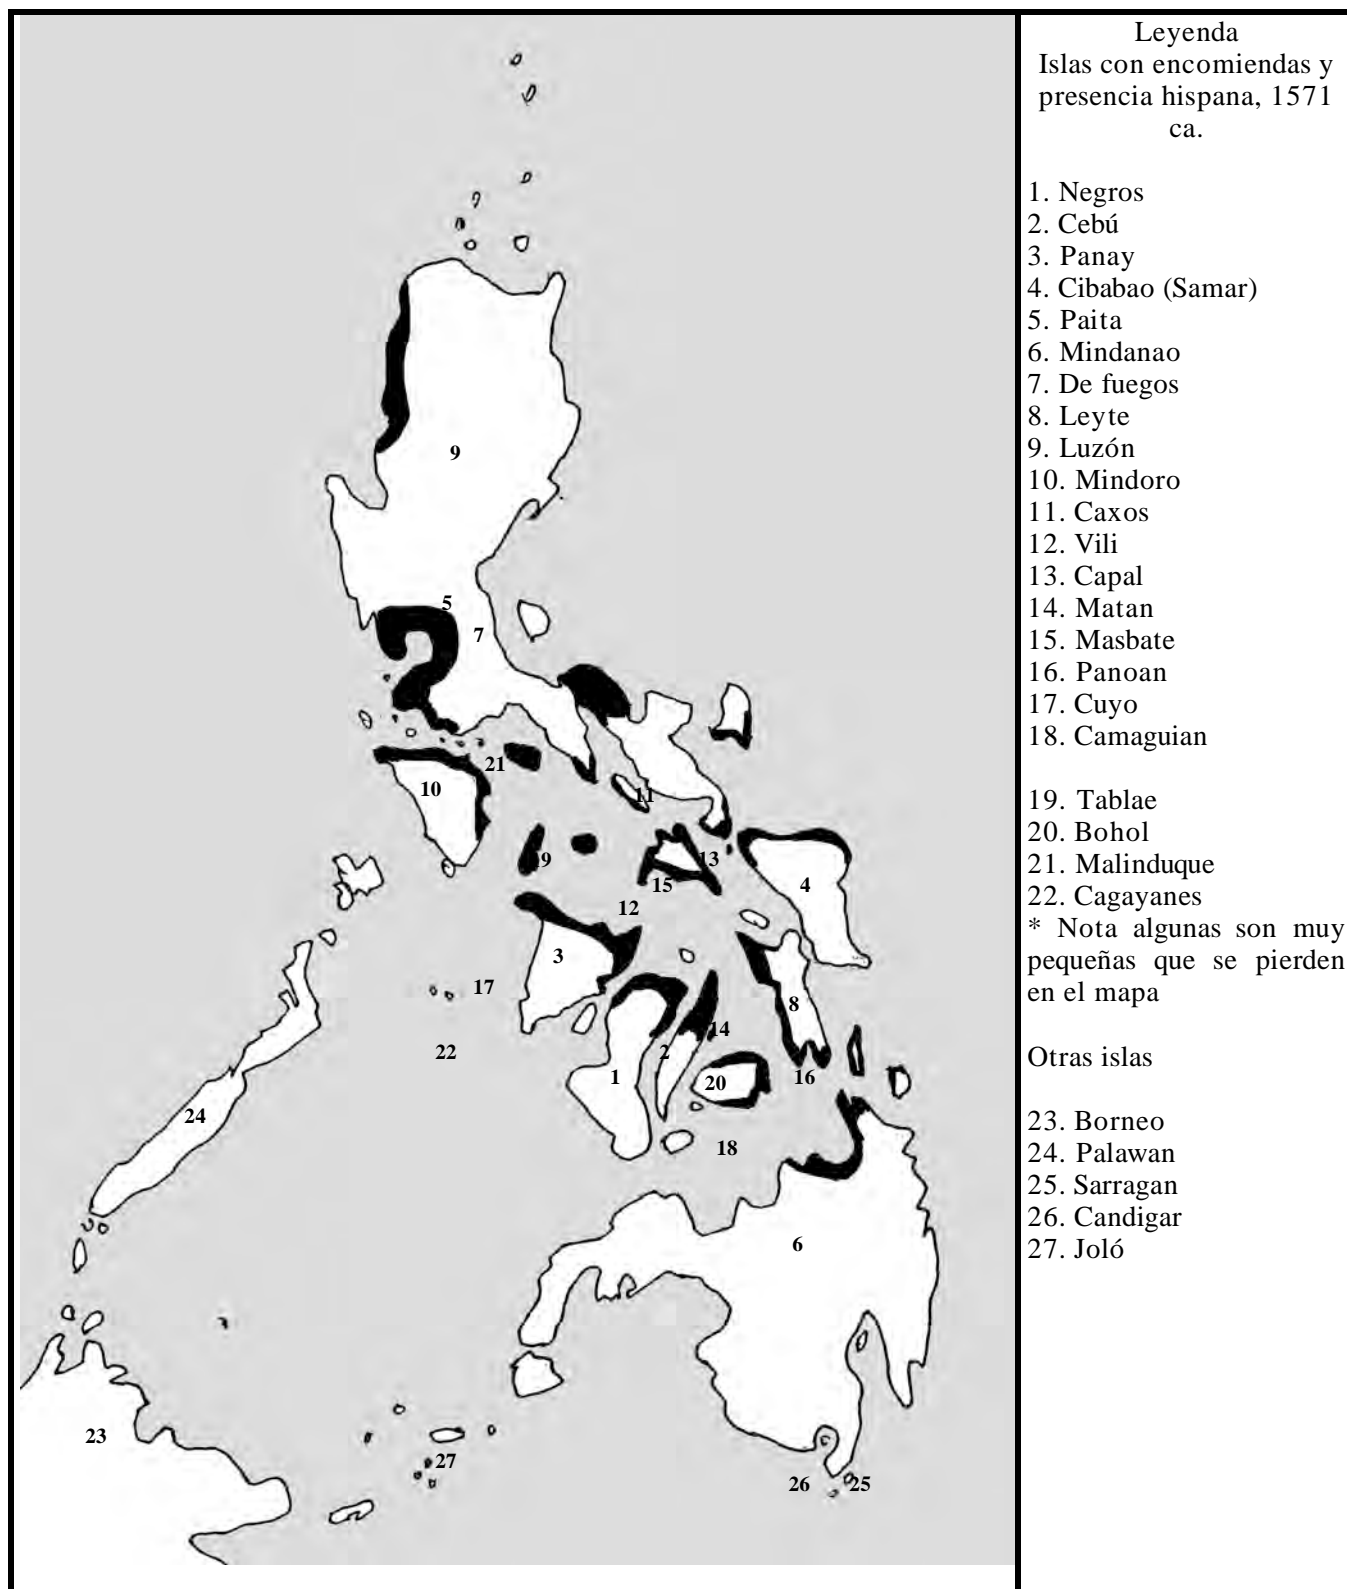 Leyenda
Islas con encomiendas y
presencia hispana, 1571
ca.
1. Negros
2. Cebú
3. Panay
4. Cibabao (Samar)
5. Paita
6. Mindanao
7. De fuegos
8. Leyte
9. Luzón
10. Mindoro
11. Caxos
12. Vili
13. Capal
14. Matan
15. Masbate
16. Panoan
17. Cuyo
18. Camaguian
19. Tablae
20. Bohol
21. Malinduque
22. Cagayanes
* Nota algunas son muy
pequeñas que se pierden
en el mapa
Otras islas
23. Borneo
24. Palawan
25. Sarragan
26. Candigar
27. Joló
9
5
7
21
10
11
19
13
15
4
12
3
17
8
14
22
2
1
20
16
24
18
6
23
27
26
25